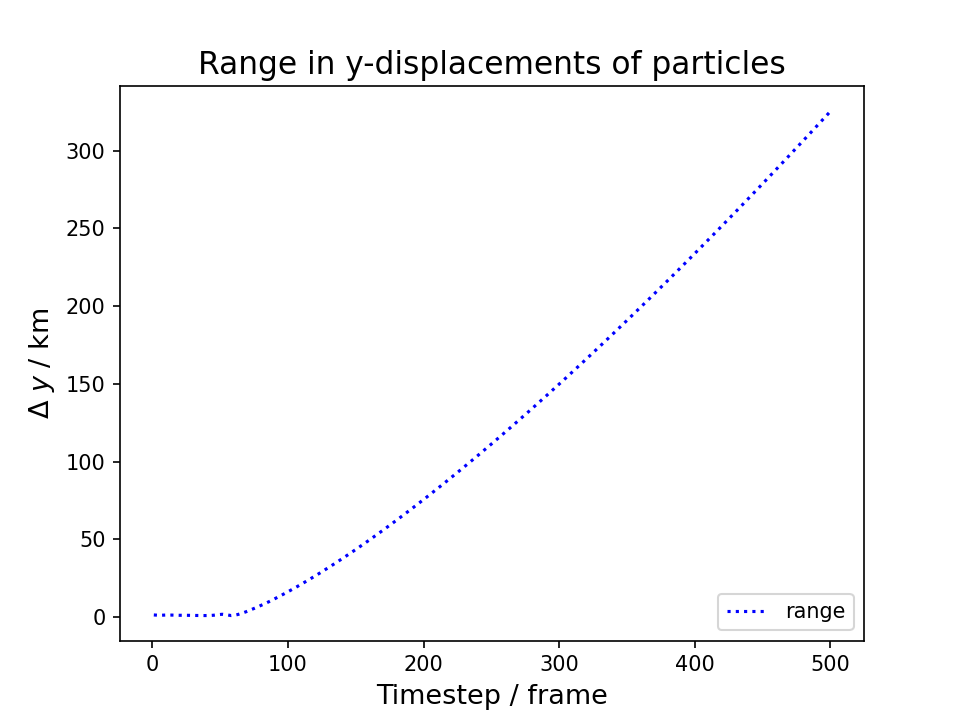 Range in y-displacements of particles
Δ y / km
300
250
200
150
100
50
0
0 100 200 300 400 500
Timestep / frame
range